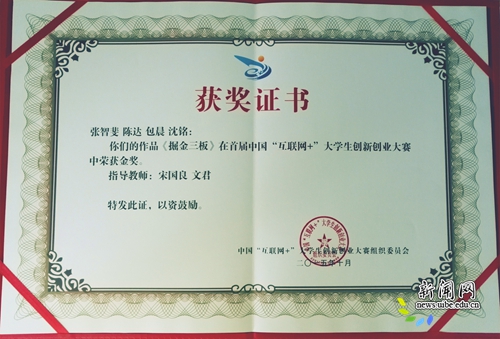 获奖证书
张智斐 陈达 包晨 沈铭：
你们的作品《掘金三板》在首届中国“互联网+”大学生创新创业大赛
中荣获金奖。
指导教师：宋国良 文君
特发此证，以资鼓励。
中国“互联网+”大学生创新创业大赛组织委员会
二〇一五年十月
新闻网
news.uibe.edu.cn